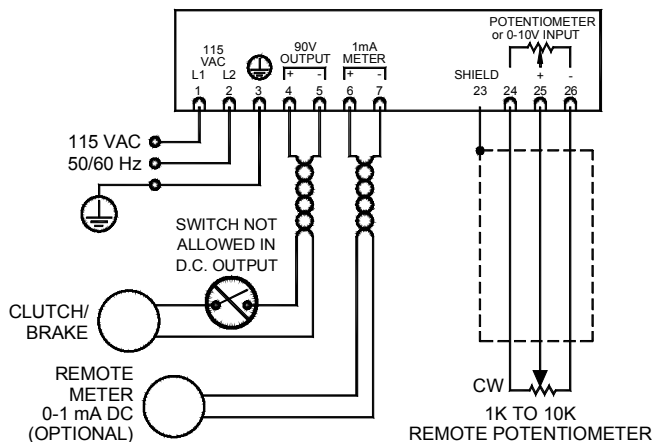 POTENTIOMETER
or 0-10V INPUT
115
VAC
L1 L2
90V
OUTPUT
+ -
1mA
METER
+ -
SHIELD + -
1 2 3 4 5 6 7 23 24 25 26
115 VAC
50/60 Hz
SWITCH NOT
ALLOWED IN
D.C. OUTPUT
CLUTCH/
BRAKE
REMOTE
METER
0-1 mA DC
(OPTIONAL)
CW
1K TO 10K
REMOTE POTENTIOMETER